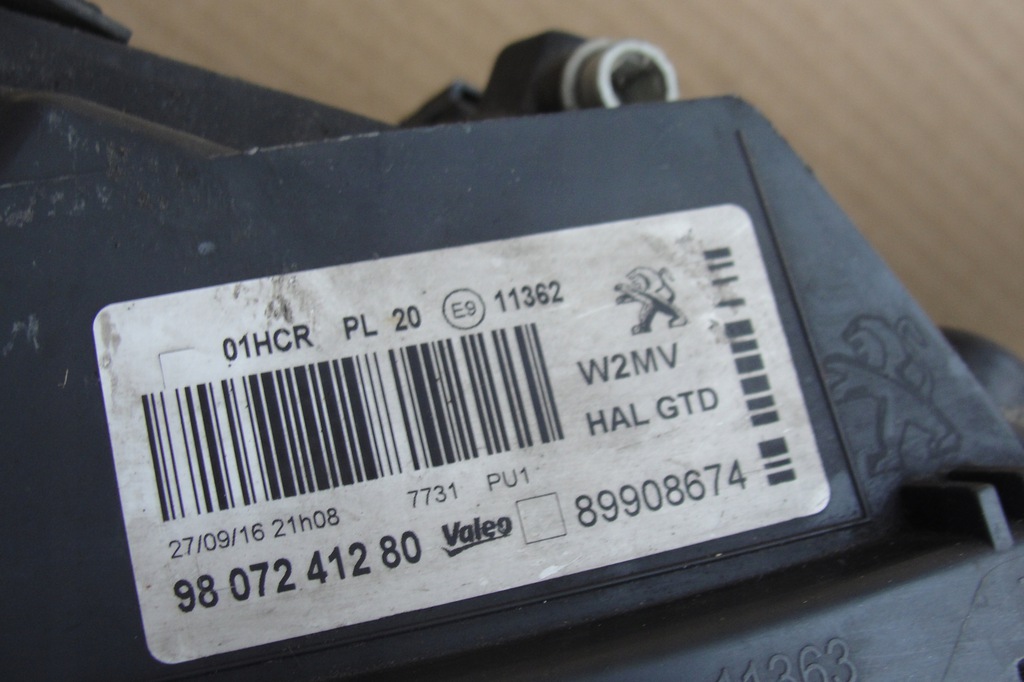 01HCR PL 20 E9 11362
W2MV
HAL GTD
7731 PU1
27/09/16 21h08
98 072 412 80 Valeo 89908674
11363